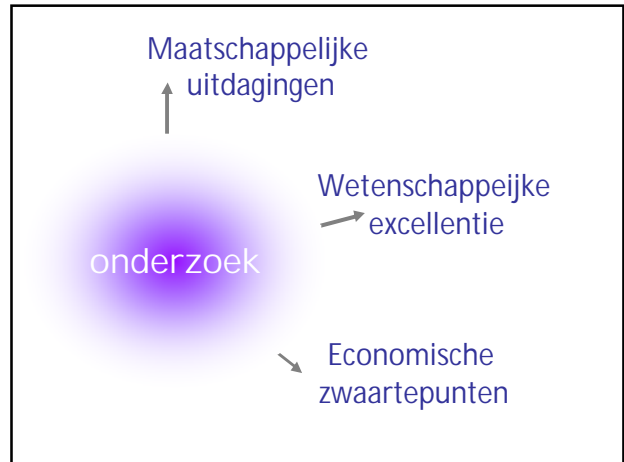 Maatschappelijke
uitdagingen
Wetenschappeijke
excellentie
onderzoek
Economische
zwaartepunten